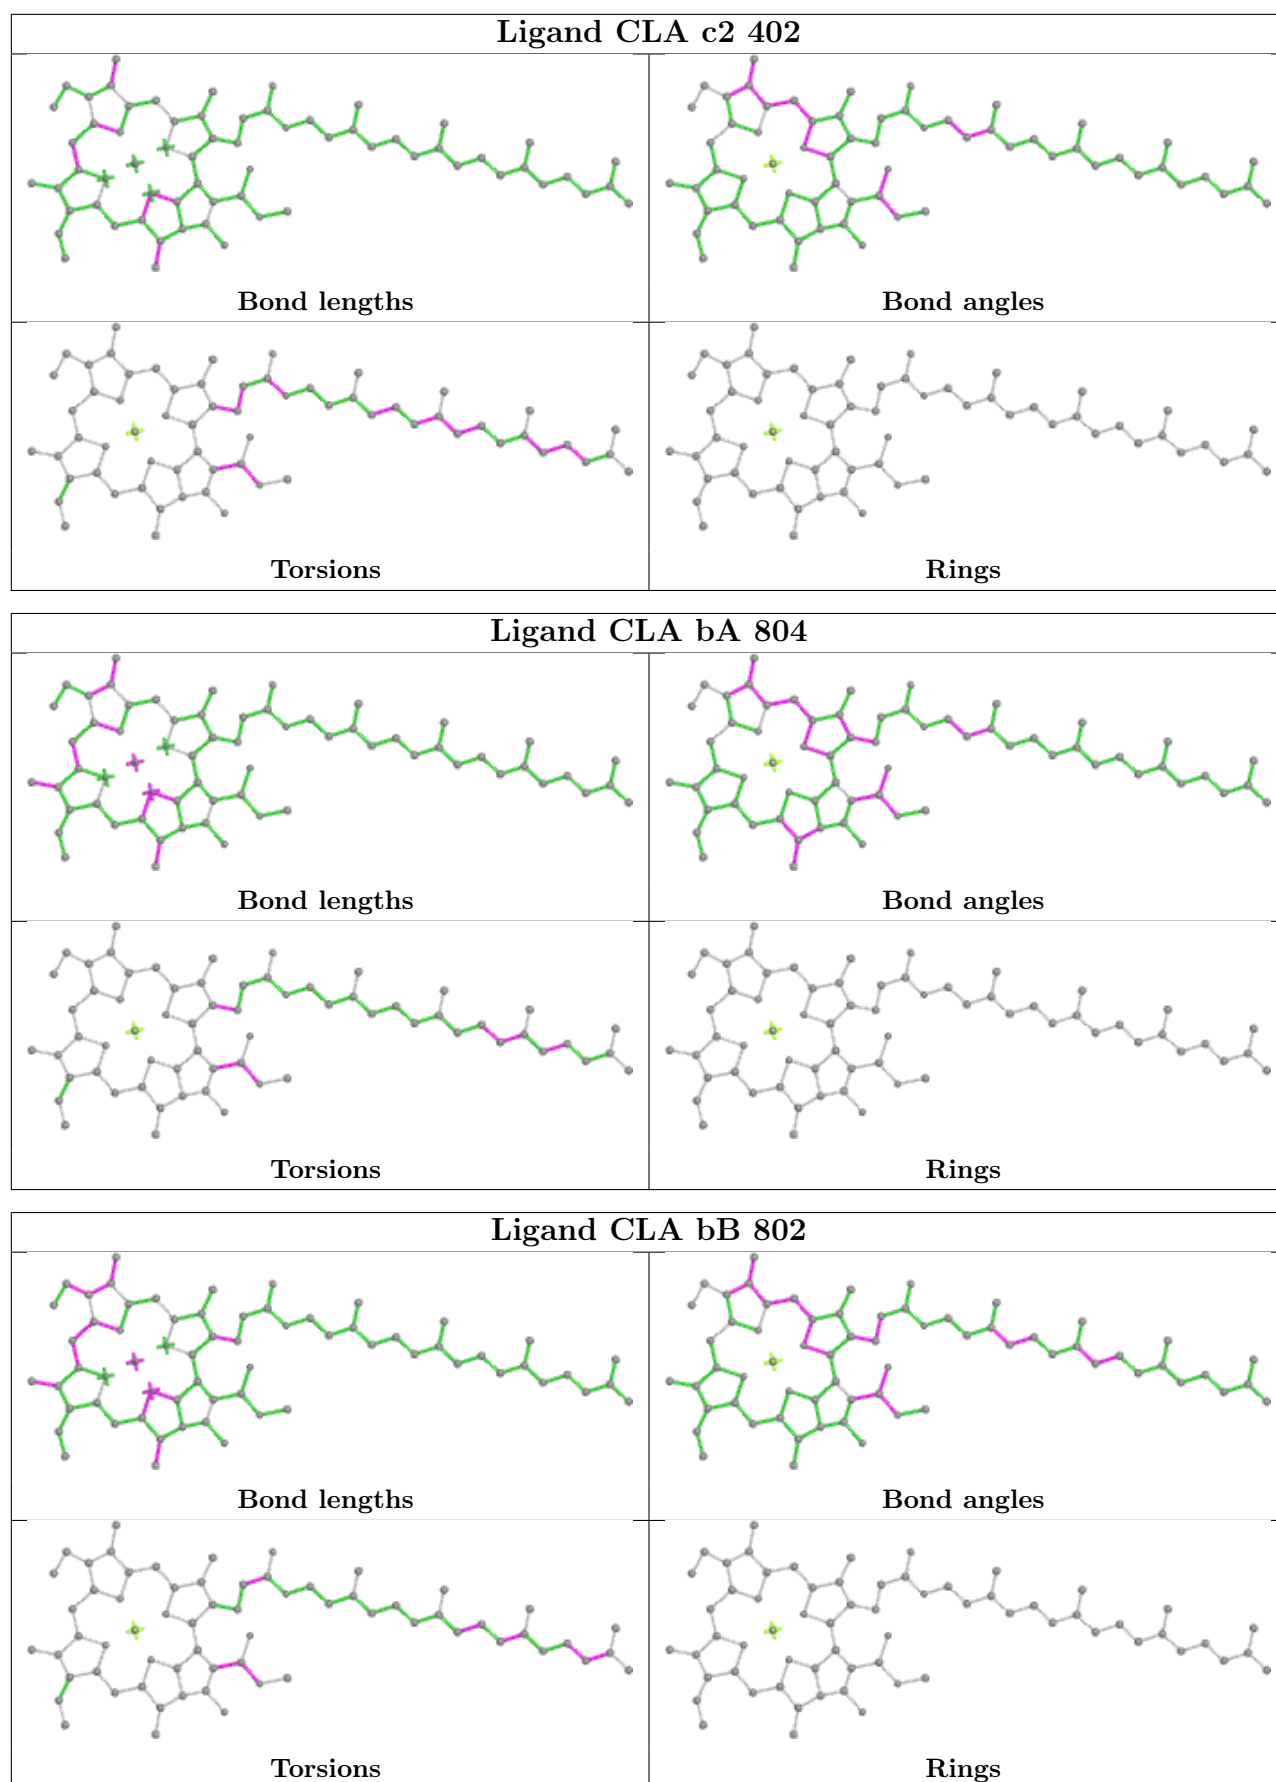 Ligand CLA c2 402
Bond lengths
Bond angles
Torsions
Rings
Ligand CLA bA 804
Bond lengths
Bond angles
Torsions
Rings
Ligand CLA bB 802
Bond lengths
Bond angles
Torsions
Rings